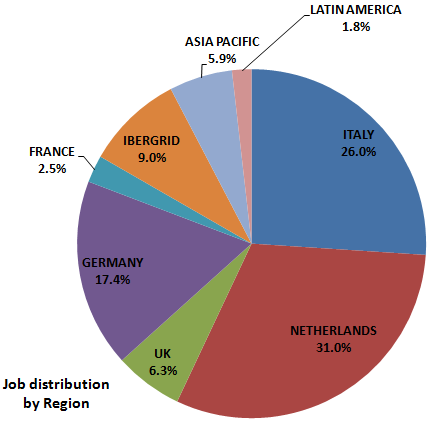 LATIN AMERICA
1.8%
ASIA PACIFIC
5.9%
ITALY
26.0%
IBERGRID
9.0%
FRANCE
2.5%
GERMANY
17.4%
NETHERLANDS
31.0%
UK
6.3%
Job distribution
by Region